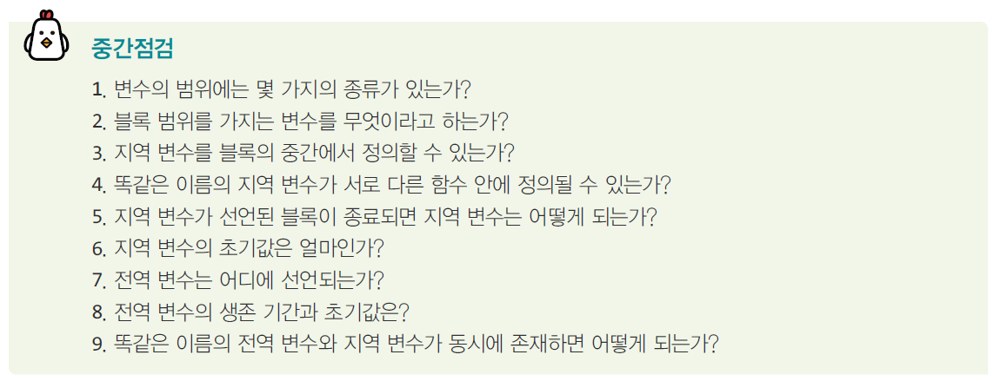 중간점검
1. 변수의 범위에는 몇 가지의 종류가 있는가?
2. 블록 범위를 가지는 변수를 무엇이라고 하는가?
3. 지역 변수를 블록의 중간에서 정의할 수 있는가?
4. 똑같은 이름의 지역 변수가 서로 다른 함수 안에 정의될 수 있는가?
5. 지역 변수가 선언된 블록이 종료되면 지역 변수는 어떻게 되는가?
6. 지역 변수의 초기값은 얼마인가?
7. 전역 변수는 어디에 선언되는가?
8. 전역 변수의 생존 기간과 초기값은?
9. 똑같은 이름의 전역 변수와 지역 변수가 동시에 존재하면 어떻게 되는가?